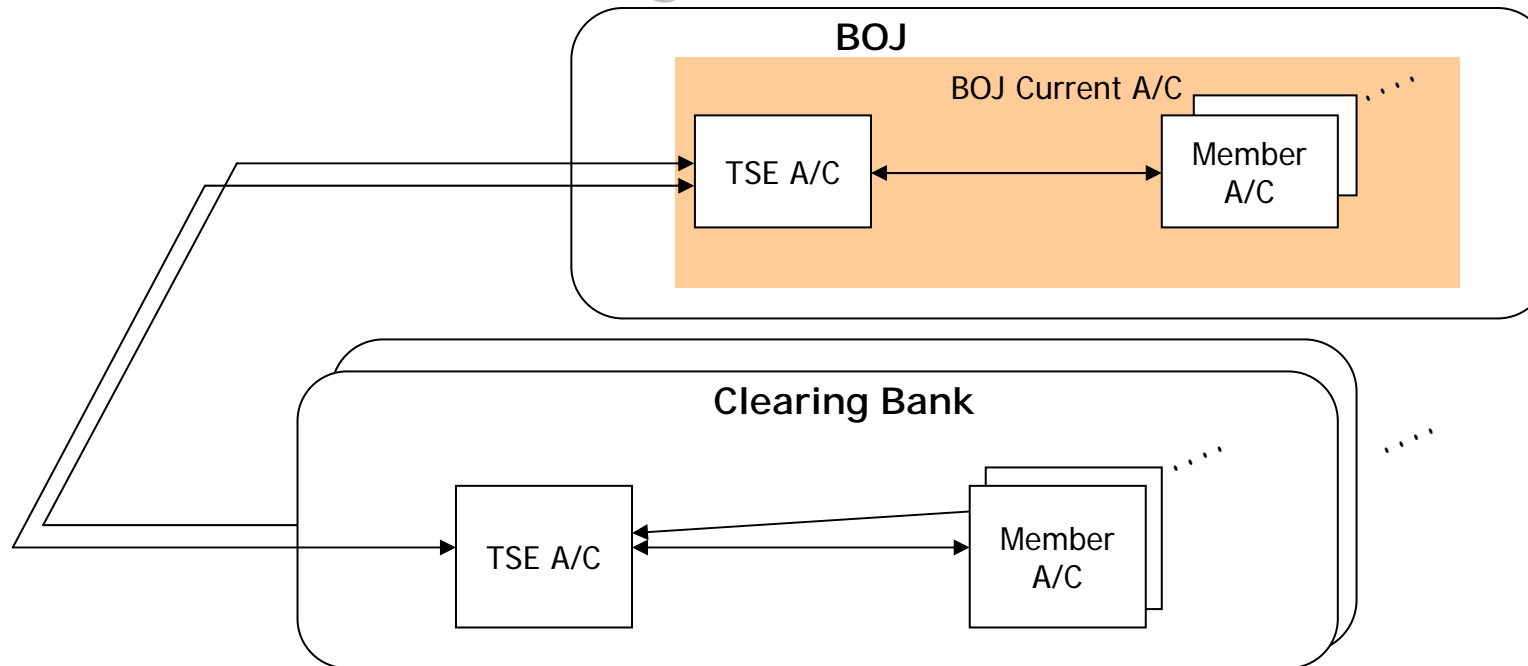 BOJ
BOJ Current A/C
TSE A/C
Member
A/C
Clearing Bank
TSE A/C
Member
A/C